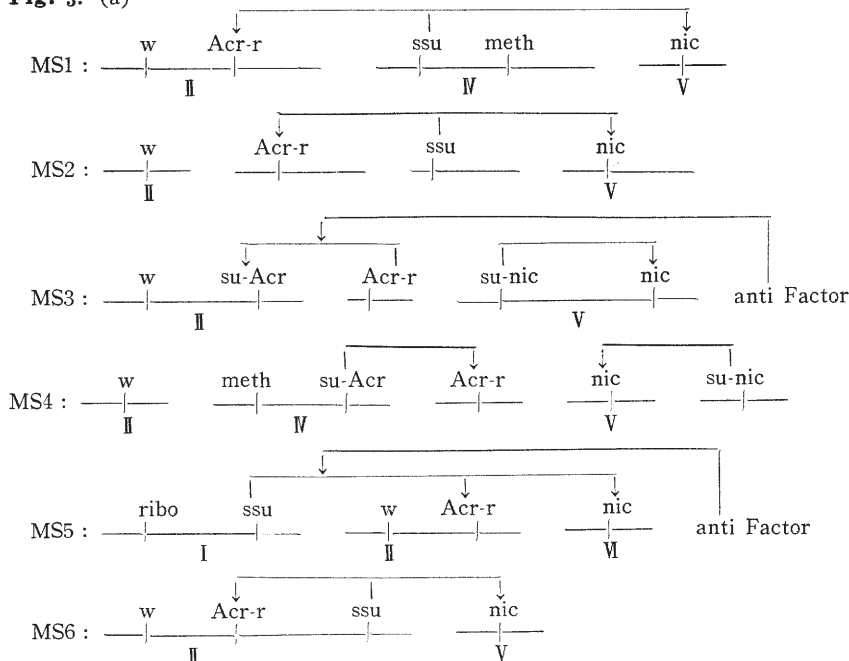 Fig. 3. (a)
w Acr-r ssu meth nic
MS1 :
Ⅱ Ⅳ Ⅴ
w Acr-r ssu nic
MS2 :
Ⅱ Ⅴ
w su-Acr Acr-r su-nic nic
MS3 : anti Factor
Ⅱ Ⅴ
w meth su-Acr Acr-r nic su-nic
MS4 :
Ⅱ Ⅳ Ⅴ
ribo ssu w Acr-r nic
MS5 : anti Factor
Ⅰ Ⅱ Ⅵ
w Acr-r ssu nic
MS6 :
Ⅱ Ⅴ